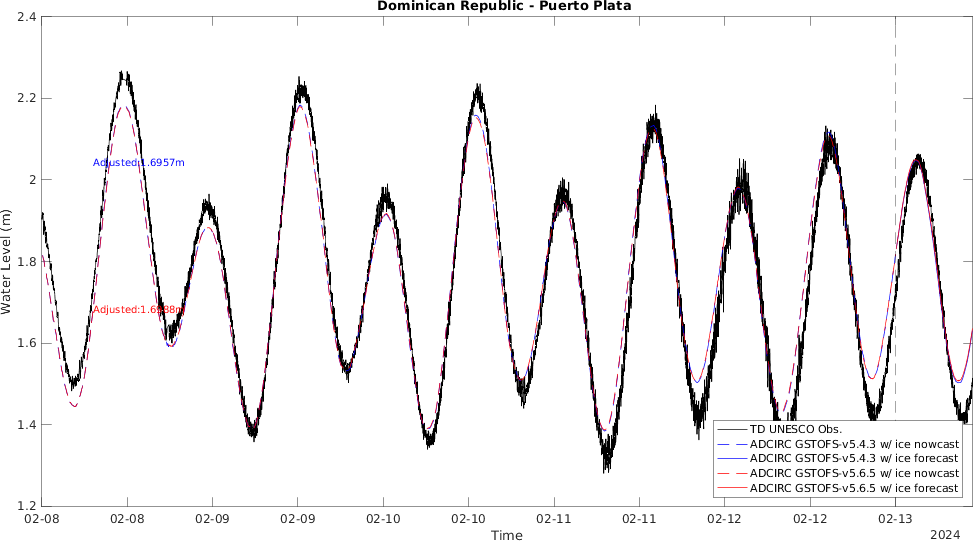 Dominican Republic - Puerto Plata
2.4
2.2
2
1.8
1.6
1.4
1.2
Water Level (m)
Adjusted:1.6957m
Adjusted:1.6988m
TD UNESCO Obs.
ADCIRC GSTOFS-v5.4.3 w/ ice nowcast
ADCIRC GSTOFS-v5.4.3 w/ ice forecast
ADCIRC GSTOFS-v5.6.5 w/ ice nowcast
ADCIRC GSTOFS-v5.6.5 w/ ice forecast
02-08 02-08 02-09 02-09 02-10 02-10 02-11 02-11 02-12 02-12 02-13
Time
2024